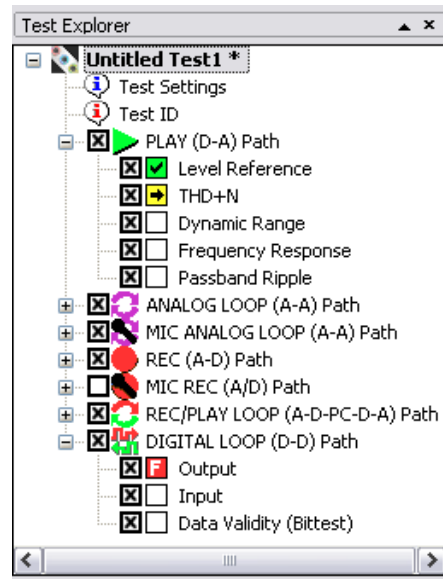 Test Explorer
Untitled Test1 *
Test Settings
Test ID
PLAY (D-A) Path
Level Reference
THD+N
Dynamic Range
Frequency Response
Passband Ripple
ANALOG LOOP (A-A) Path
MIC ANALOG LOOP (A-A) Path
REC (A-D) Path
MIC REC (A/D) Path
REC/PLAY LOOP (A-D-PC-D-A) Path
DIGITAL LOOP (D-D) Path
F Output
Input
Data Validity (Bittest)